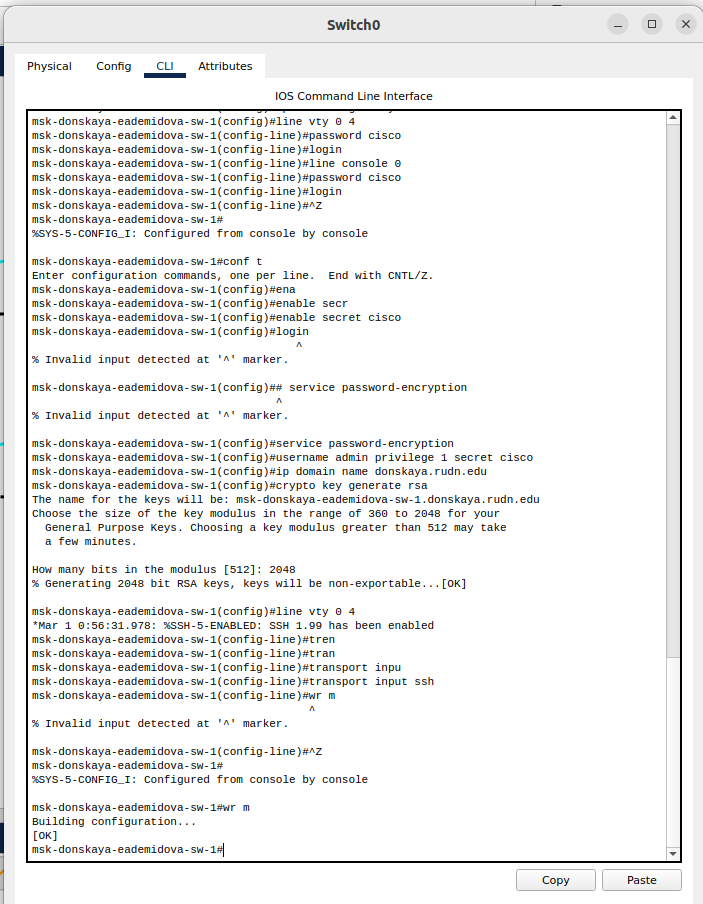 Switch0
Physical Config CLI Attributes
IOS Command Line Interface
msk-donskaya-eademidova-sw-1(config)#line vty 0 4
msk-donskaya-eademidova-sw-1(config-line)#password cisco
msk-donskaya-eademidova-sw-1(config-line)#login
msk-donskaya-eademidova-sw-1(config-line)#line console 0
msk-donskaya-eademidova-sw-1(config-line)#password cisco
msk-donskaya-eademidova-sw-1(config-line)#login
msk-donskaya-eademidova-sw-1(config-line)#^Z
msk-donskaya-eademidova-sw-1#
%SYS-5-CONFIG_I: Configured from console by console
msk-donskaya-eademidova-sw-1#conf t
Enter configuration commands, one per line.  End with CNTL/Z.
msk-donskaya-eademidova-sw-1(config)#ena
msk-donskaya-eademidova-sw-1(config)#enable secr
msk-donskaya-eademidova-sw-1(config)#enable secret cisco
msk-donskaya-eademidova-sw-1(config)#login
^
% Invalid input detected at '^' marker.
msk-donskaya-eademidova-sw-1(config)## service password-encryption
^
% Invalid input detected at '^' marker.
msk-donskaya-eademidova-sw-1(config)#service password-encryption
msk-donskaya-eademidova-sw-1(config)#username admin privilege 1 secret cisco
msk-donskaya-eademidova-sw-1(config)#ip domain name donskaya.rudn.edu
msk-donskaya-eademidova-sw-1(config)#crypto key generate rsa
The name for the keys will be: msk-donskaya-eademidova-sw-1.donskaya.rudn.edu
Choose the size of the key modulus in the range of 360 to 2048 for your
General Purpose Keys. Choosing a key modulus greater than 512 may take
a few minutes.
How many bits in the modulus [512]: 2048
% Generating 2048 bit RSA keys, keys will be non-exportable...[OK]
msk-donskaya-eademidova-sw-1(config)#line vty 0 4
*Mar 1 0:56:31.978: %SSH-5-ENABLED: SSH 1.99 has been enabled
msk-donskaya-eademidova-sw-1(config-line)#tren
msk-donskaya-eademidova-sw-1(config-line)#tran
msk-donskaya-eademidova-sw-1(config-line)#transport inpu
msk-donskaya-eademidova-sw-1(config-line)#transport input ssh
msk-donskaya-eademidova-sw-1(config-line)#wr m
^
% Invalid input detected at '^' marker.
msk-donskaya-eademidova-sw-1(config-line)#^Z
msk-donskaya-eademidova-sw-1#
%SYS-5-CONFIG_I: Configured from console by console
msk-donskaya-eademidova-sw-1#wr m
Building configuration...
[OK]
msk-donskaya-eademidova-sw-1#
Copy Paste